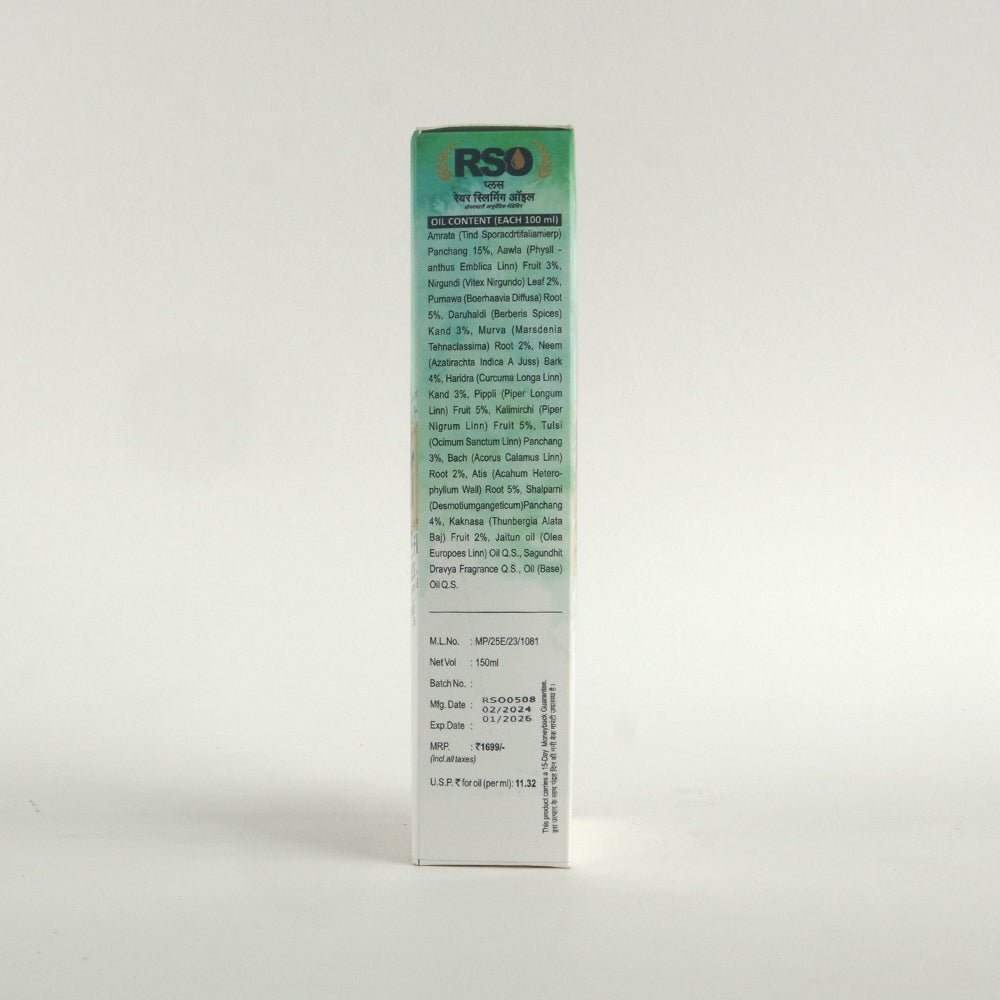 RSO
प्लस
रेयर स्लिमिंग ऑइल
OIL CONTENT (EACH 100 ml)
Amrata (Tind Sporacdrtifaliamierp)
Panchang 15%, Aawla (Physll -
anthus Emblica Linn) Fruit 3%,
Nirgundi (Vitex Nirgundo) Leaf 2%,
Purnawa (Boerhaavia Diffusa) Root
5%, Daruhaldi (Berberis Spices)
Kand 3%, Murva (Marsdenia
Tehnaclassima) Root 2%, Neem
(Azatirachta Indica A Juss) Bark
4%, Haridra (Curcuma Longa Linn)
Kand 3%, Pippli (Piper Longum
Linn) Fruit 5%, Kalimirchi (Piper
Nigrum Linn) Fruit 5%, Tulsi
(Ocimum Sanctum Linn) Panchang
3%, Bach (Acorus Calamus Linn)
Root 2%, Atis (Acahum Hetero-
phyllum Wall) Root 5%, Shalparni
(Desmotiumgangeticum)Panchang
4%, Kaknasa (Thunbergia Alata
Baj) Fruit 2%, Jaitun oil (Olea
Europoes Linn) Oil Q.S., Sagundhit
Dravya Fragrance Q.S., Oil (Base)
Oil Q.S.
M.L.No. : MP/25E/23/1081
Net Vol : 150ml
Batch No. : RSO0508
Mfg. Date : 02/2024
Exp.Date : 01/2026
MRP. : ₹1699/-
(incl.all taxes)
U.S.P. ₹ for oil (per ml): 11.32
This product carries a 15-Day Moneyback Guarantee.
इस उत्पाद के साथ पंद्रह दिन की मनी बैक गारंटी उपलब्ध है।